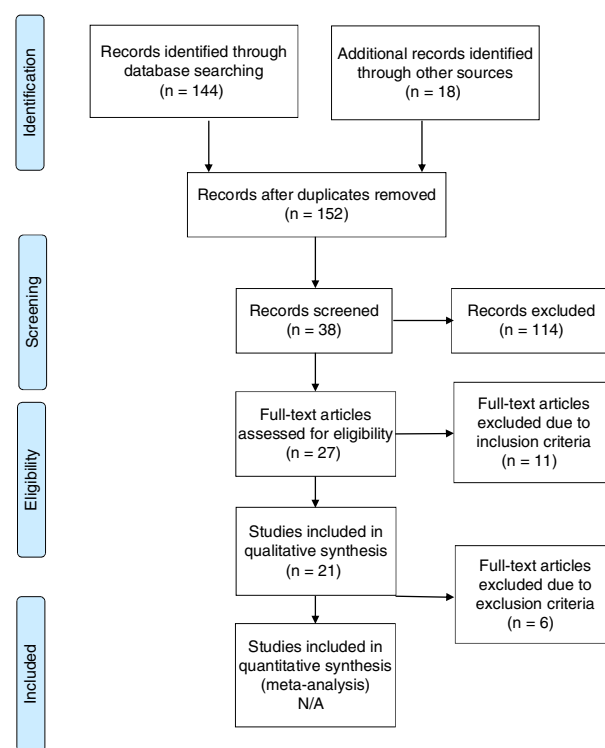 Identification
Records identified through
database searching
(n = 144)
Additional records identified
through other sources
(n = 18)
Records after duplicates removed
(n = 152)
Screening
Records screened
(n = 38)
Records excluded
(n = 114)
Eligibility
Full-text articles
assessed for eligibility
(n = 27)
Full-text articles
excluded due to
inclusion criteria
(n = 11)
Studies included in
qualitative synthesis
(n = 21)
Full-text articles
excluded due to
exclusion criteria
(n = 6)
Included
Studies included in
quantitative synthesis
(meta-analysis)
N/A